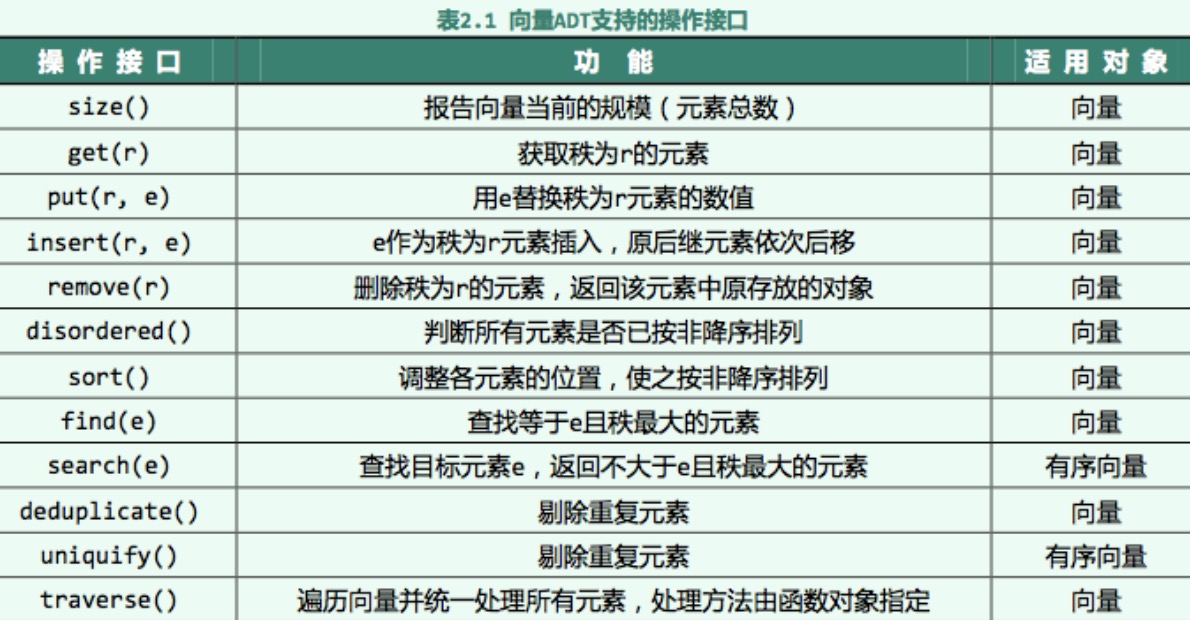 表2.1 向量ADT支持的操作接口
操作接口 功能 适用对象
size() 报告向量当前的规模（元素总数） 向量
get(r) 获取秩为r的元素 向量
put(r, e) 用e替换秩为r元素的数值 向量
insert(r, e) e作为秩为r元素插入，原后继元素依次后移 向量
remove(r) 删除秩为r的元素，返回该元素中原存放的对象 向量
disordered() 判断所有元素是否已按非降序排列 向量
sort() 调整各元素的位置，使之按非降序排列 向量
find(e) 查找等于e且秩最大的元素 向量
search(e) 查找目标元素e，返回不大于e且秩最大的元素 有序向量
deduplicate() 剔除重复元素 向量
uniquify() 剔除重复元素 有序向量
traverse() 遍历向量并统一处理所有元素，处理方法由函数对象指定 向量